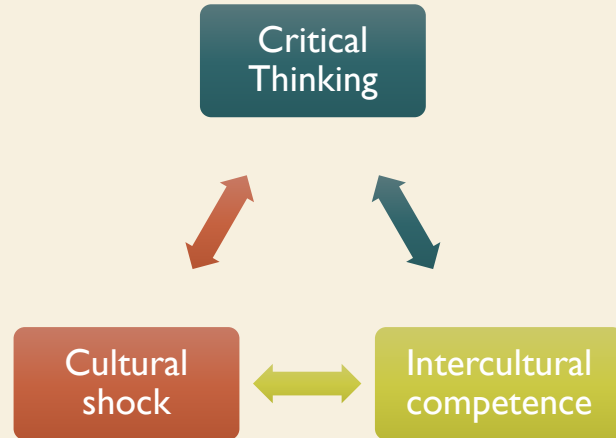 Critical
Thinking
Cultural
shock
Intercultural
competence